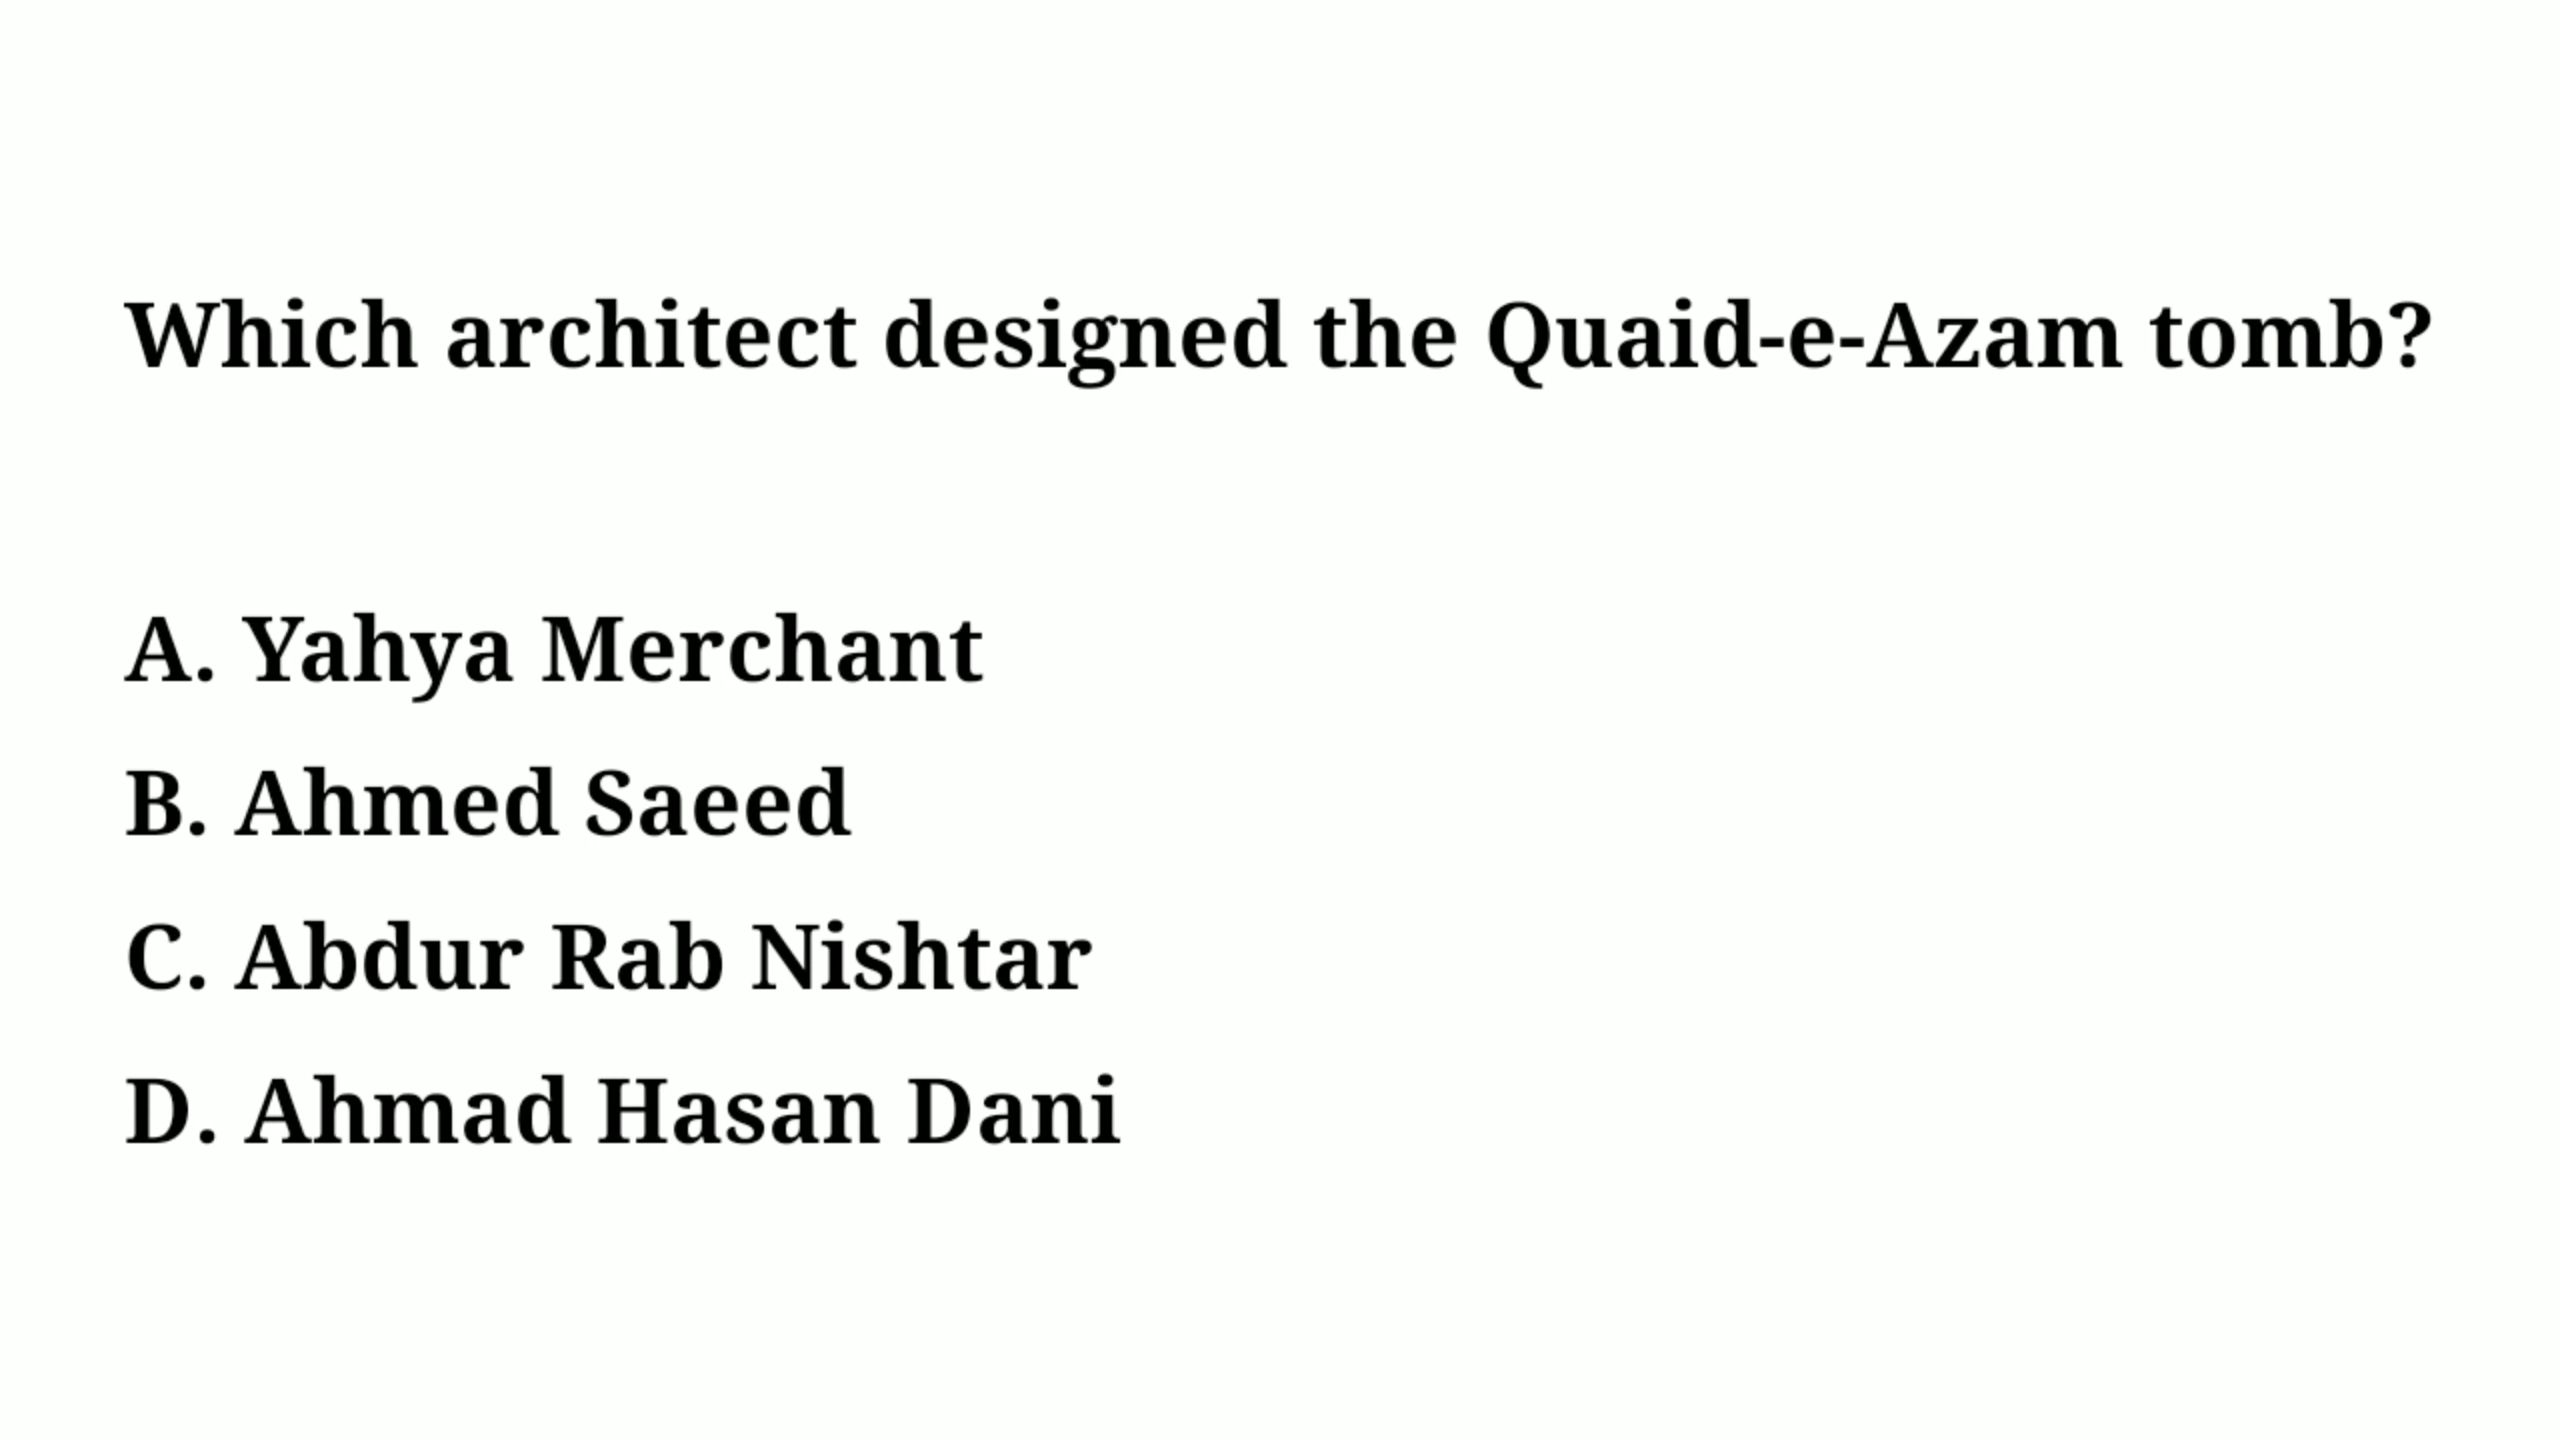 Which architect designed the Quaid-e-Azam tomb?
A. Yahya Merchant
B. Ahmed Saeed
C. Abdur Rab Nishtar
D. Ahmad Hasan Dani